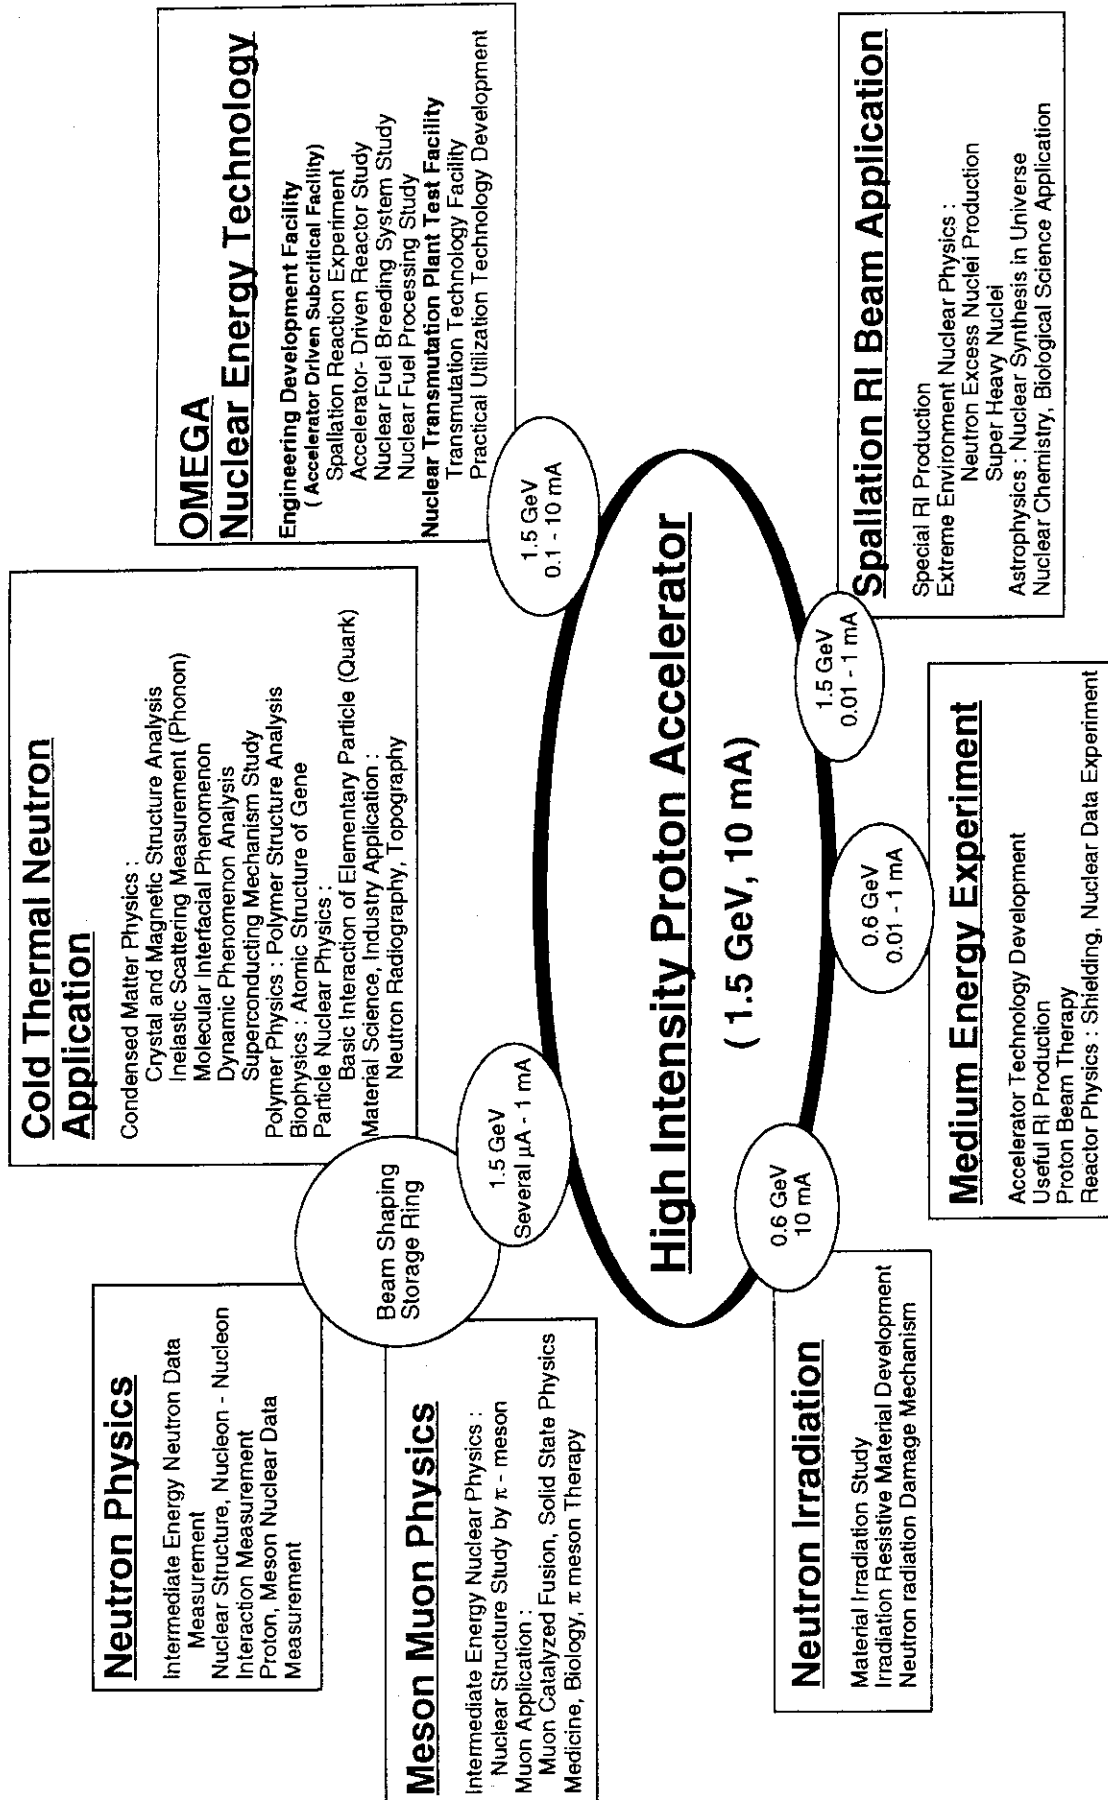 Neutron Physics
Intermediate Energy Neutron Data
Measurement
Nuclear Structure, Nucleon - Nucleon
Interaction Measurement
Proton, Meson Nuclear Data
Measurement
Cold Thermal Neutron
Application
Condensed Matter Physics :
Crystal and Magnetic Structure Analysis
Inelastic Scattering Measurement (Phonon)
Molecular Interfacial Phenomenon
Dynamic Phenomenon Analysis
Superconducting Mechanism Study
Polymer Physics : Polymer Structure Analysis
Biophysics : Atomic Structure of Gene
Particle Nuclear Physics :
Basic Interaction of Elementary Particle (Quark)
Material Science, Industry Application :
Neutron Radiography, Topography
OMEGA
Nuclear Energy Technology
Engineering Development Facility
( Accelerator Driven Subcritical Facility)
Spallation Reaction Experiment
Accelerator- Driven Reactor Study
Nuclear Fuel Breeding System Study
Nuclear Fuel Processing Study
Nuclear Transmutation Plant Test Facility
Transmutation Technology Facility
Practical Utilization Technology Development
Meson Muon Physics
Intermediate Energy Nuclear Physics :
Nuclear Structure Study by π - meson
Muon Application :
Muon Catalyzed Fusion, Solid State Physics
Medicine, Biology, π meson Therapy
Beam Shaping
Storage Ring
1.5 GeV
Several μA - 1 mA
1.5 GeV
0.1 - 10 mA
High Intensity Proton Accelerator
( 1.5 GeV, 10 mA)
0.6 GeV
10 mA
0.6 GeV
0.01 - 1 mA
1.5 GeV
0.01 - 1 mA
Neutron Irradiation
Material Irradiation Study
Irradiation Resistive Material Development
Neutron radiation Damage Mechanism
Medium Energy Experiment
Accelerator Technology Development
Useful RI Production
Proton Beam Therapy
Reactor Physics : Shielding, Nuclear Data Experiment
Spallation RI Beam Application
Special RI Production
Extreme Environment Nuclear Physics :
Neutron Excess Nuclei Production
Super Heavy Nuclei
Astrophysics : Nuclear Synthesis in Universe
Nuclear Chemistry, Biological Science Application